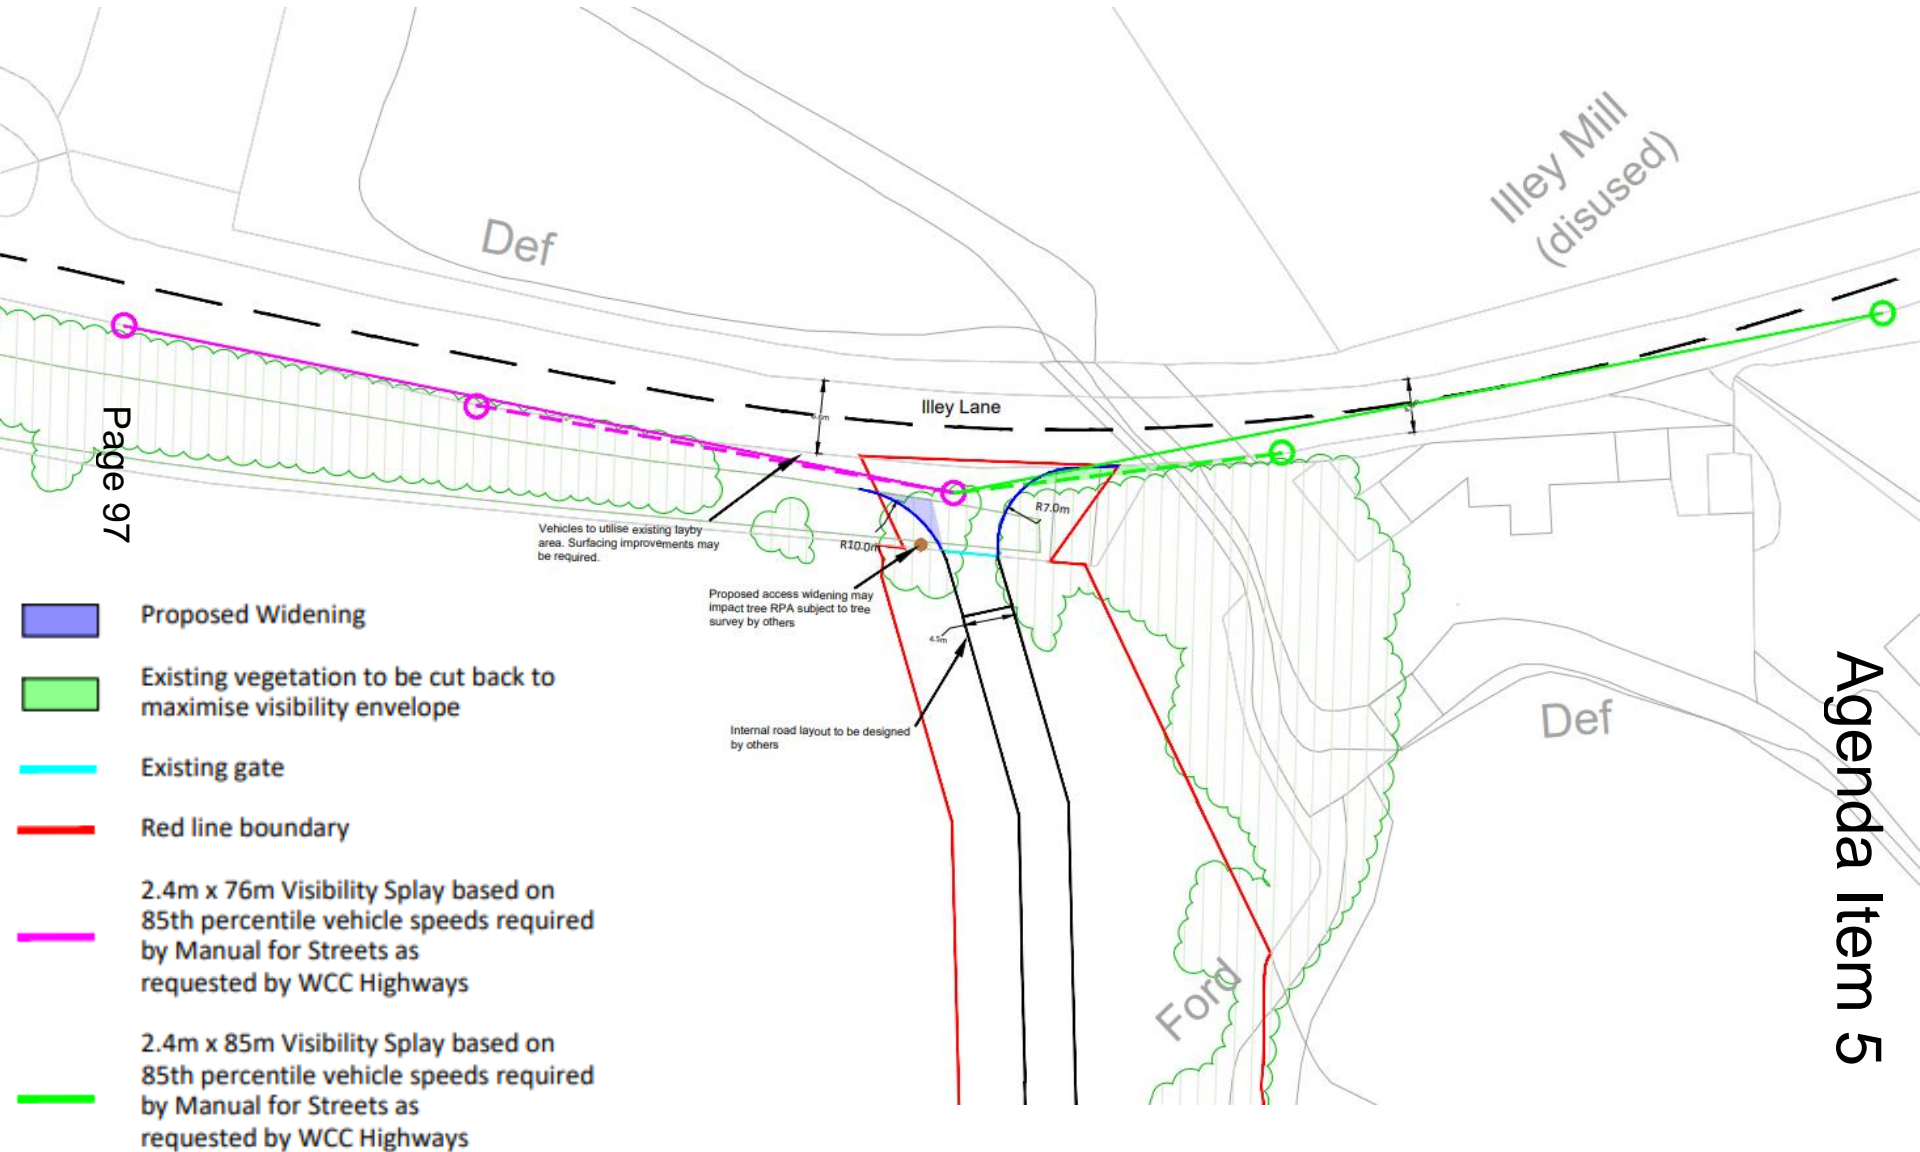 Illey Mill
(disused)
Def
Illey Lane
Page 97
R7.0m
Vehicles to utilise existing layby
area. Surfacing improvements may
be required.
R10.0m
Proposed access widening may
impact tree RPA subject to tree
survey by others
4.5m
Internal road layout to be designed
by others
Def
Ford
Agenda Item 5
Proposed Widening
Existing vegetation to be cut back to
maximise visibility envelope
Existing gate
Red line boundary
2.4m x 76m Visibility Splay based on
85th percentile vehicle speeds required
by Manual for Streets as
requested by WCC Highways
2.4m x 85m Visibility Splay based on
85th percentile vehicle speeds required
by Manual for Streets as
requested by WCC Highways